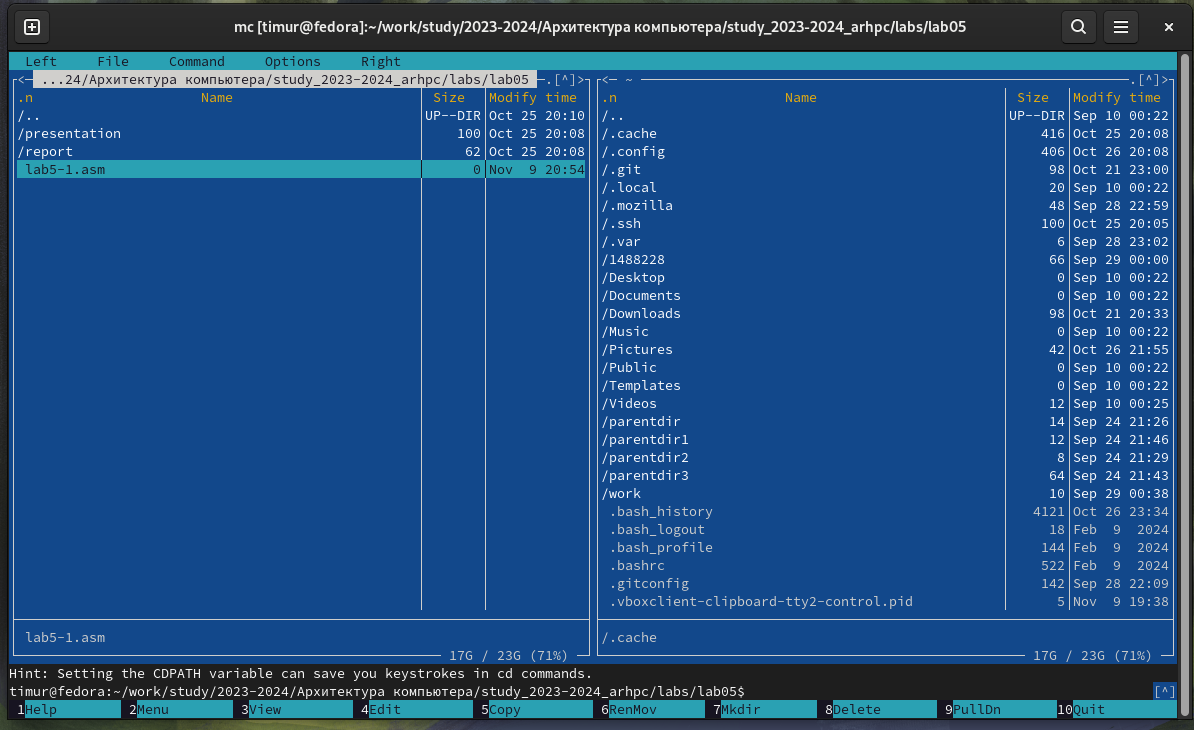 mc [timur@fedora]:~/work/study/2023-2024/Архитектура компьютера/study_2023-2024_arhpc/labs/lab05
Left File Command Options Right
<— ...24/Архитектура компьютера/study_2023-2024_arhpc/labs/lab05 —.[^]>
.n Name Size Modify time
/.. UP--DIR Oct 25 20:10
/presentation 100 Oct 25 20:08
/report 62 Oct 25 20:08
lab5-1.asm 0 Nov 9 20:54
lab5-1.asm
17G / 23G (71%)
<— ~ —.[^]>
.n Name Size Modify time
/.. UP--DIR Sep 10 00:22
/.cache 416 Oct 25 20:08
/.config 406 Oct 26 20:08
/.git 98 Oct 21 23:00
/.local 20 Sep 10 00:22
/.mozilla 48 Sep 28 22:59
/.ssh 100 Oct 25 20:05
/.var 6 Sep 28 23:02
/1488228 66 Sep 29 00:00
/Desktop 0 Sep 10 00:22
/Documents 0 Sep 10 00:22
/Downloads 98 Oct 21 20:33
/Music 0 Sep 10 00:22
/Pictures 42 Oct 26 21:55
/Public 0 Sep 10 00:22
/Templates 0 Sep 10 00:22
/Videos 12 Sep 10 00:25
/parentdir 14 Sep 24 21:26
/parentdir1 12 Sep 24 21:46
/parentdir2 8 Sep 24 21:29
/parentdir3 64 Sep 24 21:43
/work 10 Sep 29 00:38
.bash_history 4121 Oct 26 23:34
.bash_logout 18 Feb 9 2024
.bash_profile 144 Feb 9 2024
.bashrc 522 Feb 9 2024
.gitconfig 142 Sep 28 22:09
.vboxclient-clipboard-tty2-control.pid 5 Nov 9 19:38
/.cache
17G / 23G (71%)
Hint: Setting the CDPATH variable can save you keystrokes in cd commands.
timur@fedora:~/work/study/2023-2024/Архитектура компьютера/study_2023-2024_arhpc/labs/lab05$ [^]
1Help 2Menu 3View 4Edit 5Copy 6RenMov 7Mkdir 8Delete 9PullDn 10Quit